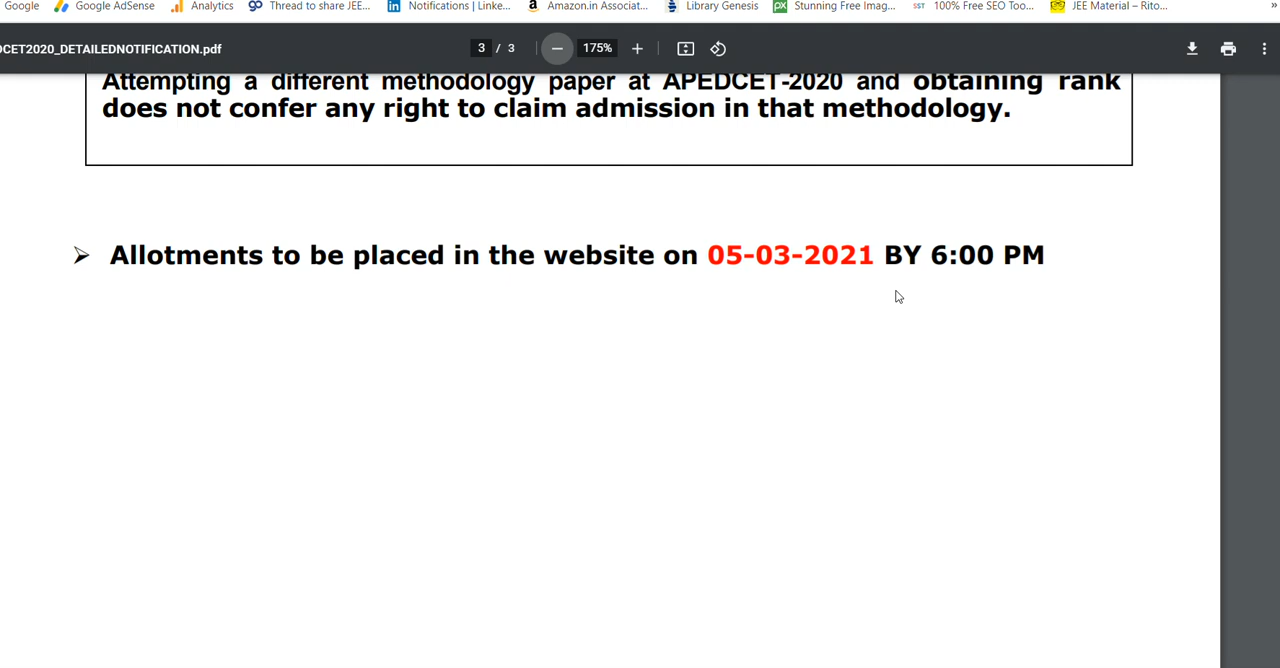 Google Google AdSense Analytics Thread to share JEE... Notifications | Linke... Amazon.in Associat... Library Genesis Stunning Free Imag... 100% Free SEO Too... JEE Material – Rito... »
DCET2020_DETAILEDNOTIFICATION.pdf 3 / 3 175%
Attempting a different methodology paper at APEDCET-2020 and obtaining rank
does not confer any right to claim admission in that methodology.
➢ Allotments to be placed in the website on 05-03-2021 BY 6:00 PM